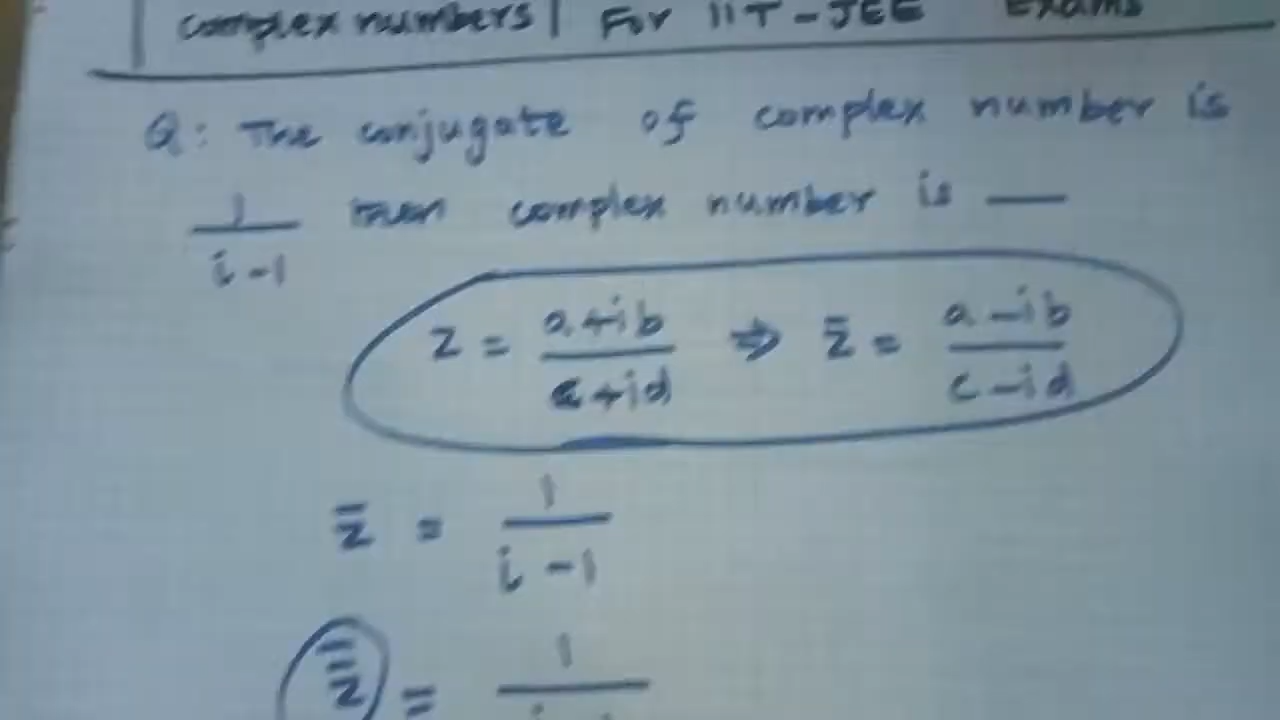 complex numbers | For IIT-JEE Exams
Q: The conjugate of complex number is
1/(i-1) then complex number is —
z = (a+ib)/(c+id) ⇒ z̄ = (a-ib)/(c-id)
z̄ = 1/(i-1)
z̿ = 1/